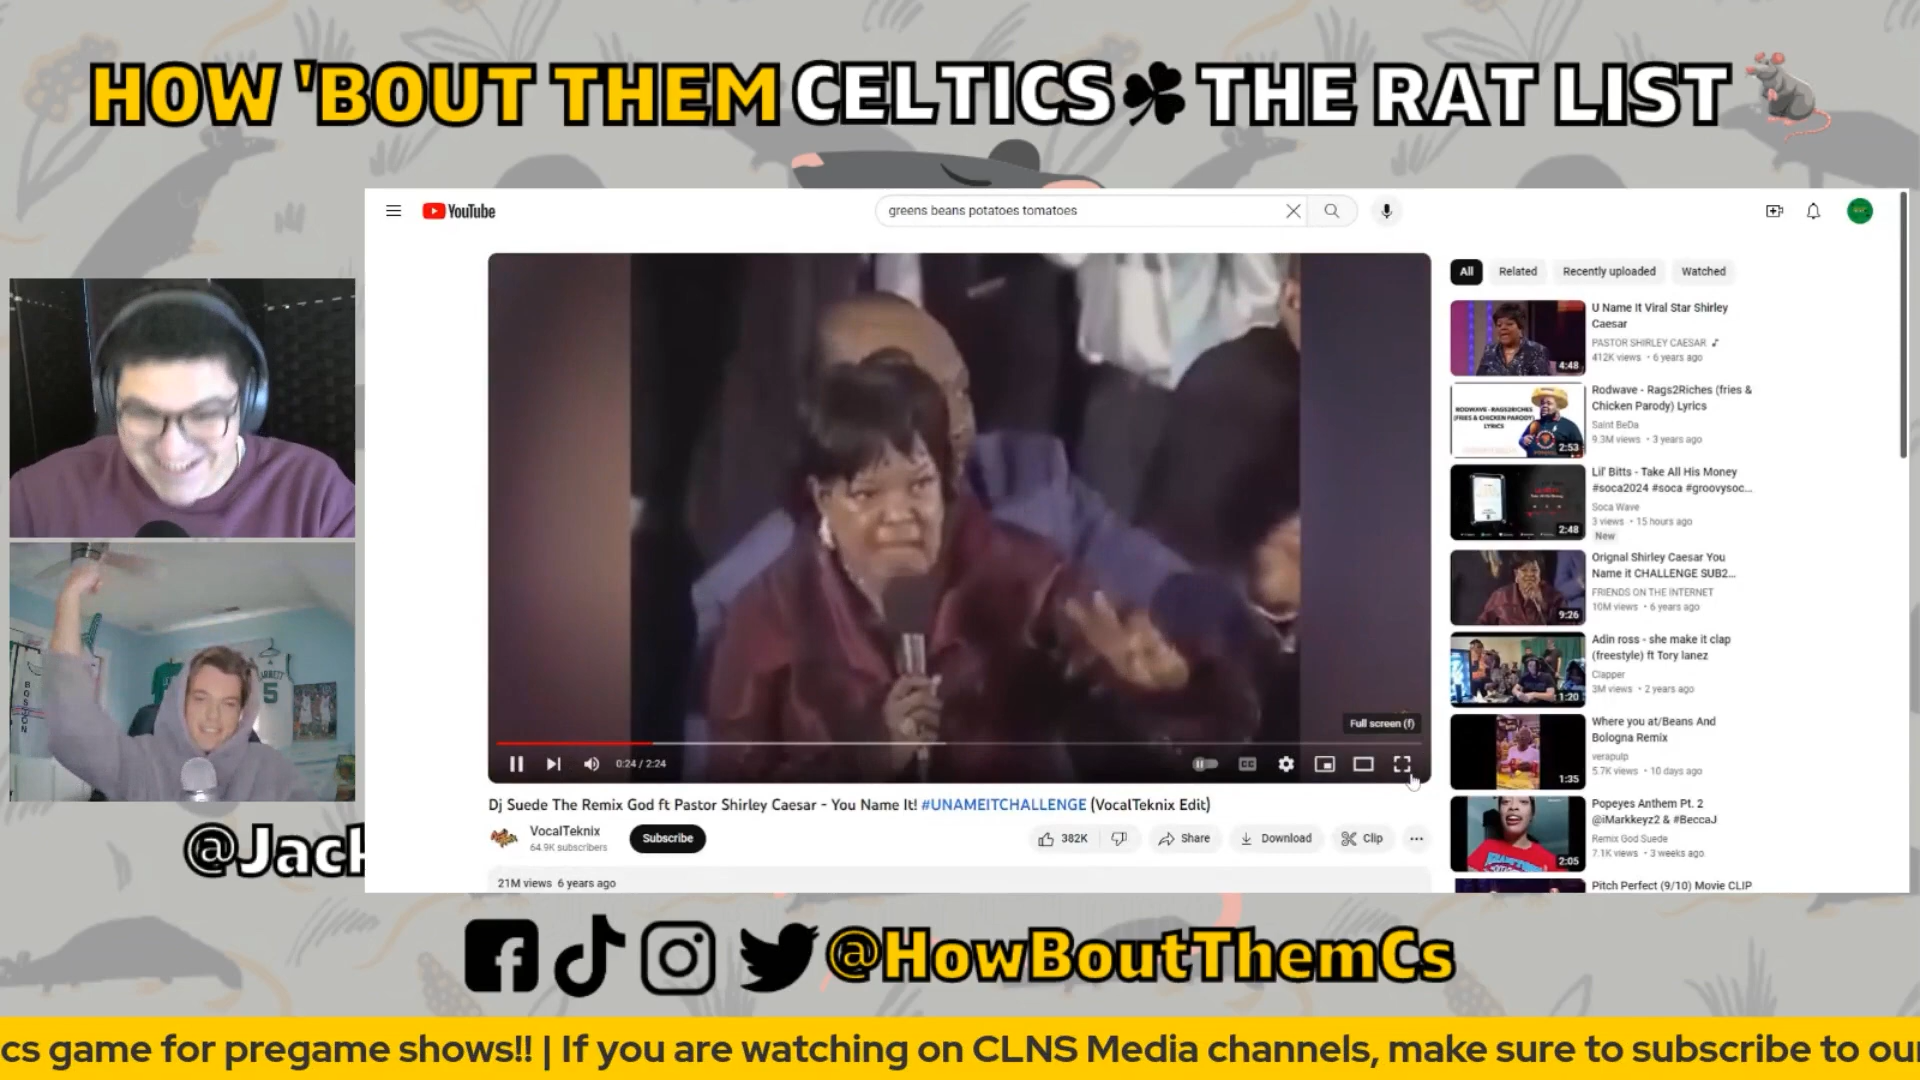 HOW 'BOUT THEM CELTICS☘THE RAT LIST
YouTube
greens beans potatoes tomatoes
All Related Recently uploaded Watched
U Name It Viral Star Shirley
Caesar
PASTOR SHIRLEY CAESAR
412K views • 6 years ago
4:48
RODWAVE - RAGS2RICHES
(FRIES & CHICKEN PARODY)
LYRICS
2:53
Rodwave - Rags2Riches (fries &
Chicken Parody) Lyrics
Saint BeDa
9.3M views • 3 years ago
Lil' Bitts - Take All His Money
#soca2024 #soca #groovysoc...
Soca Wave
3 views • 15 hours ago
New
2:48
Orignal Shirley Caesar You
Name it CHALLENGE SUB2...
FRIENDS ON THE INTERNET
10M views • 6 years ago
9:26
Adin ross - she make it clap
(freestyle) ft Tory lanez
Clapper
3M views • 2 years ago
1:20
Where you at/Beans And
Bologna Remix
verapulp
5.7K views • 10 days ago
1:35
Popeyes Anthem Pt. 2
@iMarkkeyz2 & #BeccaJ
Remix God Suede
7.1K views • 3 weeks ago
2:05
Pitch Perfect (9/10) Movie CLIP
BOSTON
GARNETT
5
Full screen (f)
0:24 / 2:24
CC
Dj Suede The Remix God ft Pastor Shirley Caesar - You Name It! #UNAMEITCHALLENGE (VocalTeknix Edit)
VocalTeknix
64.9K subscribers
Subscribe
382K
Share
Download
Clip
21M views 6 years ago
@Jack
@HowBoutThemCs
cs game for pregame shows!! | If you are watching on CLNS Media channels, make sure to subscribe to our